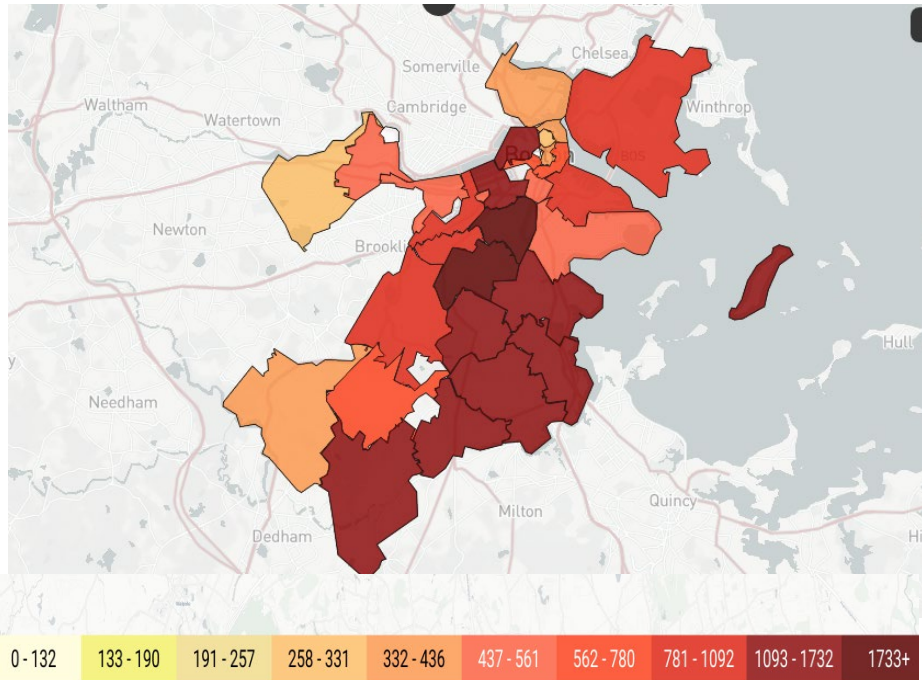 Chelsea
Somerville
Waltham
Cambridge
Winthrop
Watertown
BOS
Newton
Hull
Needham
Quincy
Milton
Dedham
0 - 132 133 - 190 191 - 257 258 - 331 332 - 436 437 - 561 562 - 780 781 - 1092 1093 - 1732 1733+